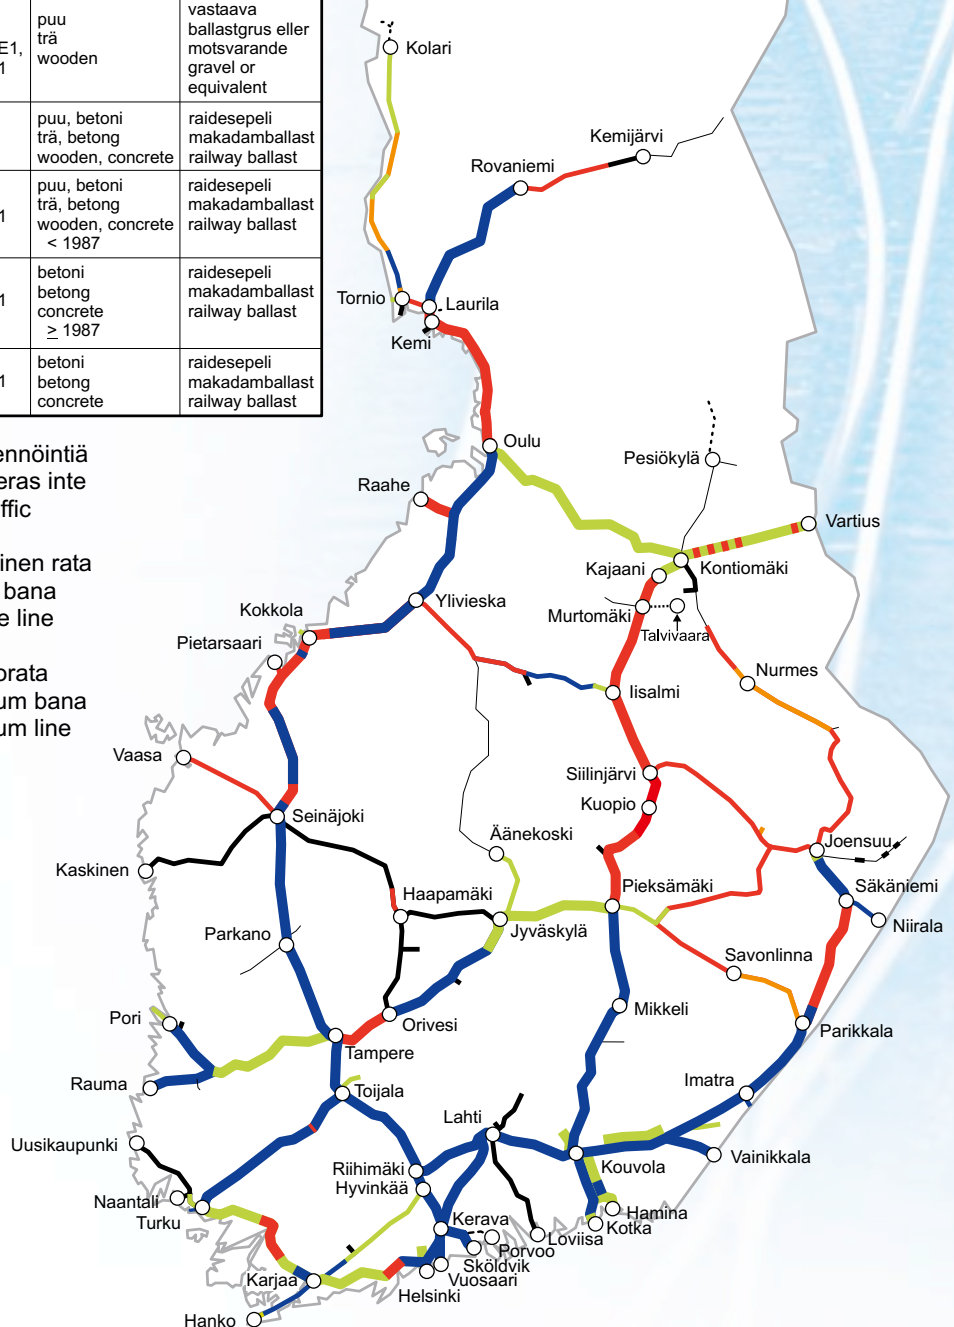 E1,
1
puu
trä
wooden
vastaava
ballastgrus eller
motsvarande
gravel or
equivalent
puu, betoni
trä, betong
wooden, concrete
raidesepeli
makadamballast
railway ballast
1
puu, betoni
trä, betong
wooden, concrete
< 1987
raidesepeli
makadamballast
railway ballast
1
betoni
betong
concrete
≥ 1987
raidesepeli
makadamballast
railway ballast
1
betoni
betong
concrete
raidesepeli
makadamballast
railway ballast
ennöintiä
eras inte
ffic
inen rata
bana
e line
orata
um bana
um line
Kolari
Kemijärvi
Rovaniemi
Tornio
Laurila
Kemi
Oulu
Pesiökylä
Raahe
Vartius
Kontiomäki
Kajaani
Ylivieska
Kokkola
Murtomäki
Talvivaara
Pietarsaari
Nurmes
Iisalmi
Vaasa
Siilinjärvi
Kuopio
Seinäjoki
Äänekoski
Joensuu
Kaskinen
Haapamäki
Pieksämäki
Säkäniemi
Niirala
Jyväskylä
Parkano
Savonlinna
Mikkeli
Pori
Orivesi
Parikkala
Tampere
Rauma
Imatra
Toijala
Lahti
Uusikaupunki
Riihimäki
Kouvola
Vainikkala
Hyvinkää
Naantali
Turku
Kerava
Hamina
Kotka
Loviisa
Porvoo
Sköldvik
Karjaa
Vuosaari
Helsinki
Hanko